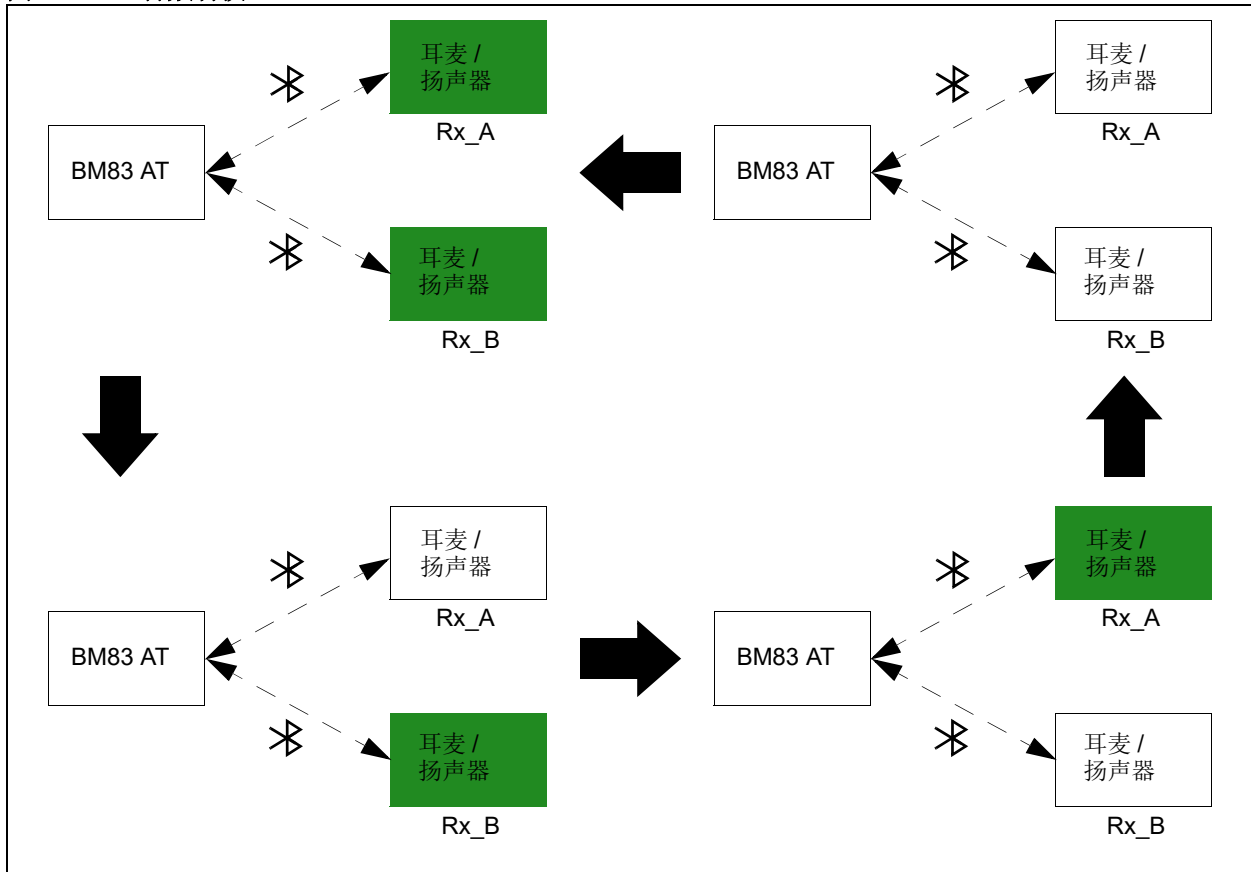 耳麦 /
扬声器
Rx_A
BM83 AT
耳麦 /
扬声器
Rx_B
耳麦 /
扬声器
Rx_A
BM83 AT
耳麦 /
扬声器
Rx_B
耳麦 /
扬声器
Rx_A
BM83 AT
耳麦 /
扬声器
Rx_B
耳麦 /
扬声器
Rx_A
BM83 AT
耳麦 /
扬声器
Rx_B